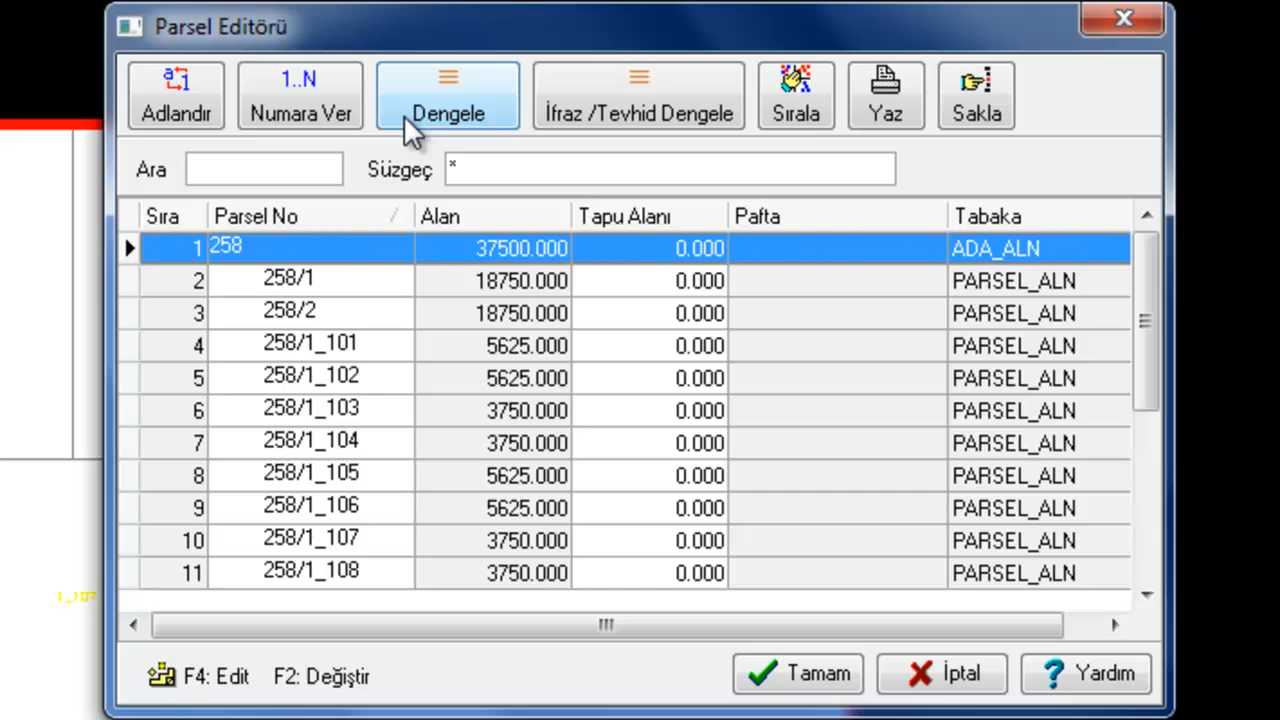 Parsel Editörü
Adlandır 1..N Numara Ver Dengele İfraz /Tevhid Dengele Sırala Yaz Sakla
Ara Süzgeç *
Sıra Parsel No Alan Tapu Alanı Pafta Tabaka
1 258 37500.000 0.000 ADA_ALN
2 258/1 18750.000 0.000 PARSEL_ALN
3 258/2 18750.000 0.000 PARSEL_ALN
4 258/1_101 5625.000 0.000 PARSEL_ALN
5 258/1_102 5625.000 0.000 PARSEL_ALN
6 258/1_103 3750.000 0.000 PARSEL_ALN
7 258/1_104 3750.000 0.000 PARSEL_ALN
8 258/1_105 5625.000 0.000 PARSEL_ALN
9 258/1_106 5625.000 0.000 PARSEL_ALN
10 258/1_107 3750.000 0.000 PARSEL_ALN
11 258/1_108 3750.000 0.000 PARSEL_ALN
1_107
F4: Edit F2: Değiştir Tamam İptal Yardım